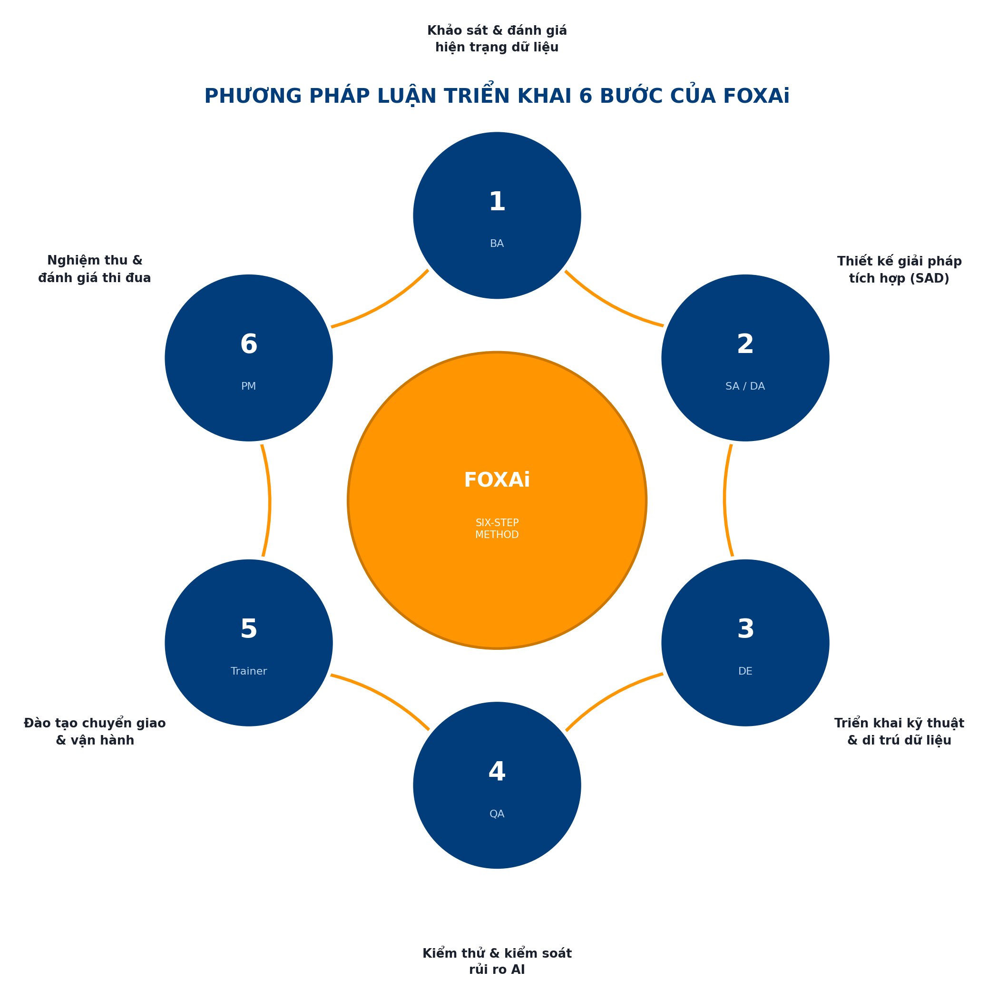 Khảo sát & đánh giá
hiện trạng dữ liệu
PHƯƠNG PHÁP LUẬN TRIỂN KHAI 6 BƯỚC CỦA FOXAi
1
BA
Thiết kế giải pháp
tích hợp (SAD)
2
SA / DA
3
DE
Triển khai kỹ thuật
& di trú dữ liệu
4
QA
Kiểm thử & kiểm soát
rủi ro AI
5
Trainer
Đào tạo chuyển giao
& vận hành
6
PM
Nghiệm thu &
đánh giá thi đua
FOXAi
SIX-STEP
METHOD